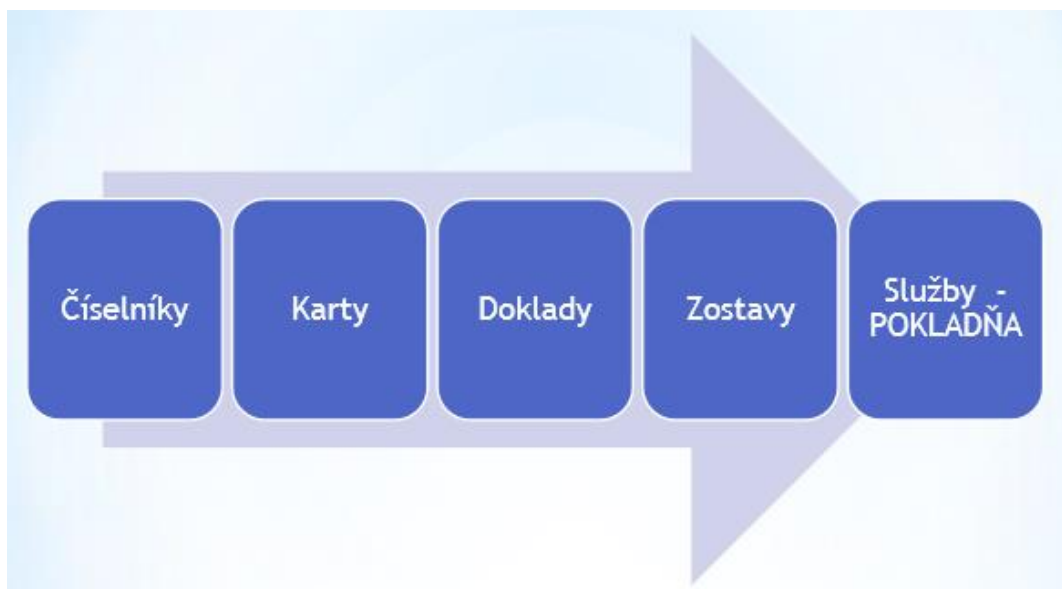 Číselníky
Karty
Doklady
Zostavy
Služby -
POKLADŇA